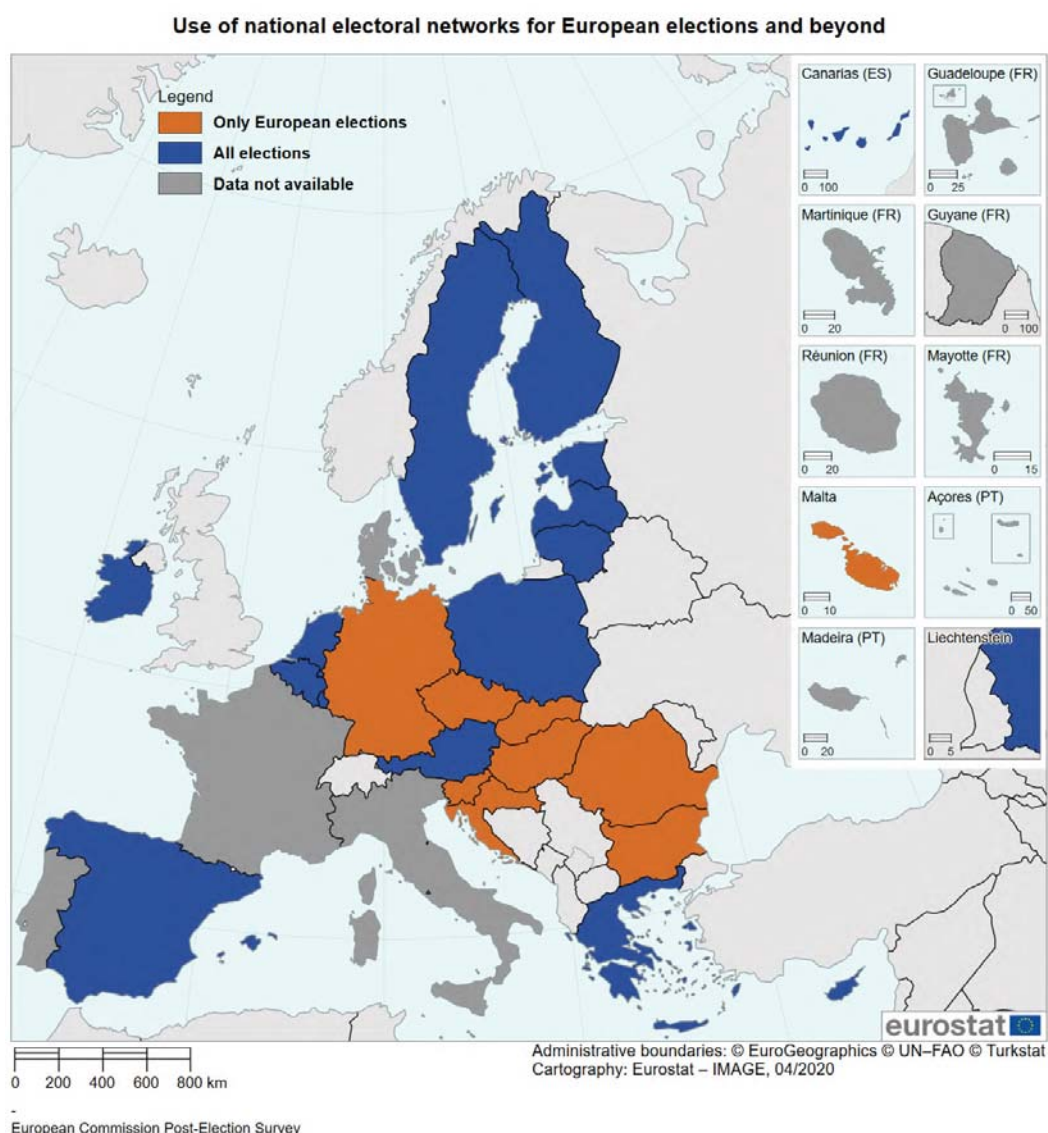 Use of national electoral networks for European elections and beyond
Legend
Only European elections
All elections
Data not available
Canarias (ES)
0 100
Guadeloupe (FR)
0 25
Martinique (FR)
0 20
Guyane (FR)
0 100
Réunion (FR)
0 20
Mayotte (FR)
0 15
Malta
0 10
Açores (PT)
0 50
Madeira (PT)
0 20
Liechtenstein
0 5
eurostat
Administrative boundaries: © EuroGeographics © UN–FAO © Turkstat
Cartography: Eurostat – IMAGE, 04/2020
0 200 400 600 800 km
-
European Commission Post-Election Survey